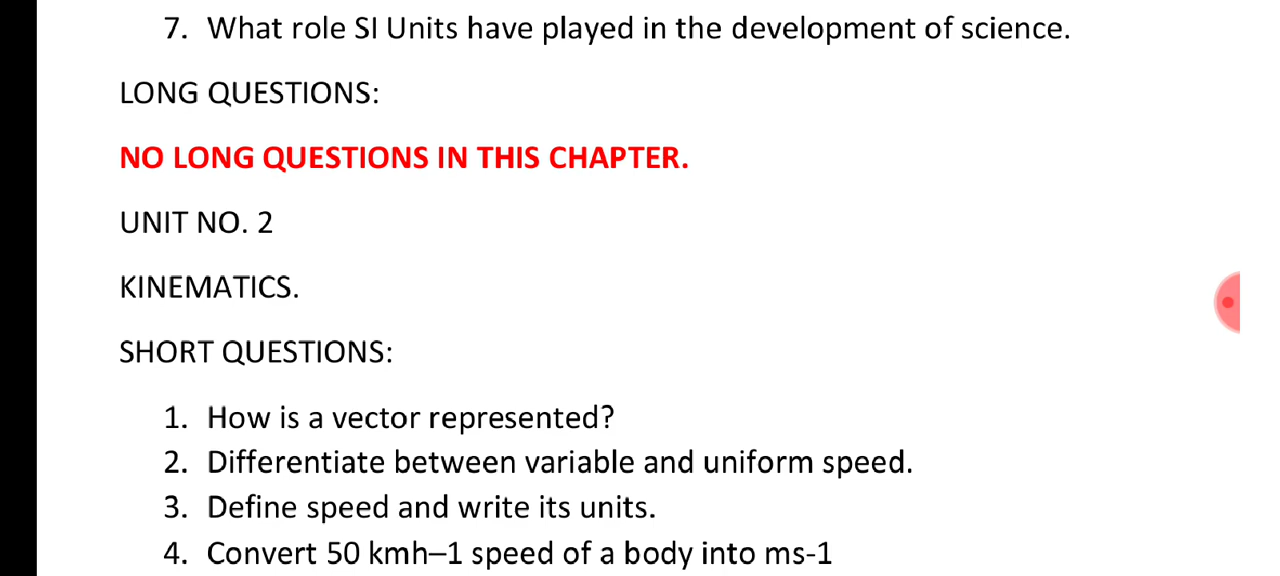 7. What role SI Units have played in the development of science.
LONG QUESTIONS:
NO LONG QUESTIONS IN THIS CHAPTER.
UNIT NO. 2
KINEMATICS.
SHORT QUESTIONS:
1. How is a vector represented?
2. Differentiate between variable and uniform speed.
3. Define speed and write its units.
4. Convert 50 kmh–1 speed of a body into ms-1